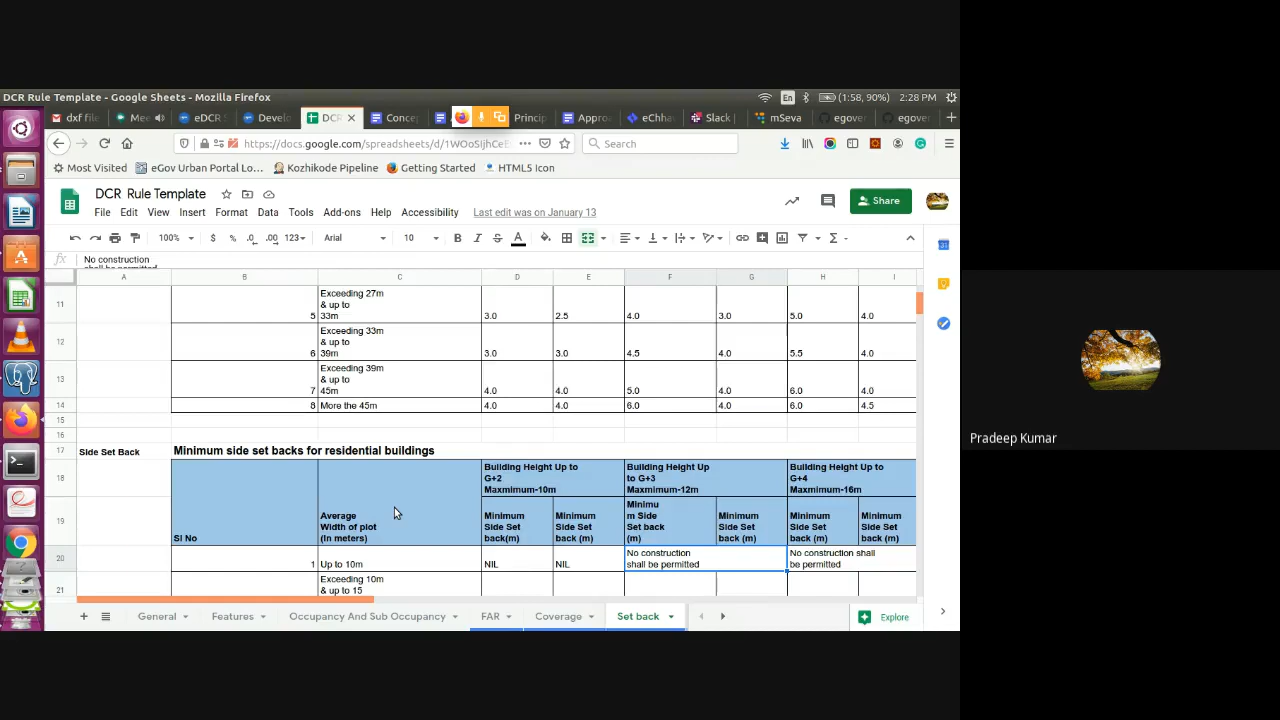 DCR Rule Template - Google Sheets - Mozilla Firefox
En
(1:58, 90%)
2:28 PM
dxf file
Mee
eDCR
Develo
DCR
Conce
Princip
Appro
eChha
Slack
mSeva
egover
egover
https://docs.google.com/spreadsheets/d/1WOoSIjhCeE
Search
Most Visited
eGov Urban Portal Lo...
Kozhikode Pipeline
Getting Started
HTML5 Icon
DCR Rule Template
Share
File Edit View Insert Format Data Tools Add-ons Help Accessibility Last edit was on January 13
100% $ % .0 .00 123 Arial 10 B I S A
fx No construction
shall be permitted
A B C D E F G H I
Exceeding 27m
& up to
11 5 33m 3.0 2.5 4.0 3.0 5.0 4.0
Exceeding 33m
& up to
12 6 39m 3.0 3.0 4.5 4.0 5.5 4.0
Exceeding 39m
& up to
13 7 45m 4.0 4.0 5.0 4.0 6.0 4.0
14 8 More the 45m 4.0 4.0 6.0 4.0 6.0 4.5
15
16
17 Side Set Back Minimum side set backs for residential buildings
18
Building Height Up to
G+2
Maxmimum-10m
Building Height Up
to G+3
Maxmimum-12m
Building Height Up to
G+4
Maxmimum-16m
19
Sl No
Average
Width of plot
(In meters)
Minimum
Side Set
back(m)
Minimum
Side Set
back (m)
Minimu
m Side
Set back
(m)
Minimum
Side Set
back (m)
Minimum
Side Set
back (m)
Minimum
Side Set
back (m)
20 1 Up to 10m NIL NIL
No construction
shall be permitted
No construction shall
be permitted
21
Exceeding 10m
& up to 15
General Features Occupancy And Sub Occupancy FAR Coverage Set back
Explore
Pradeep Kumar